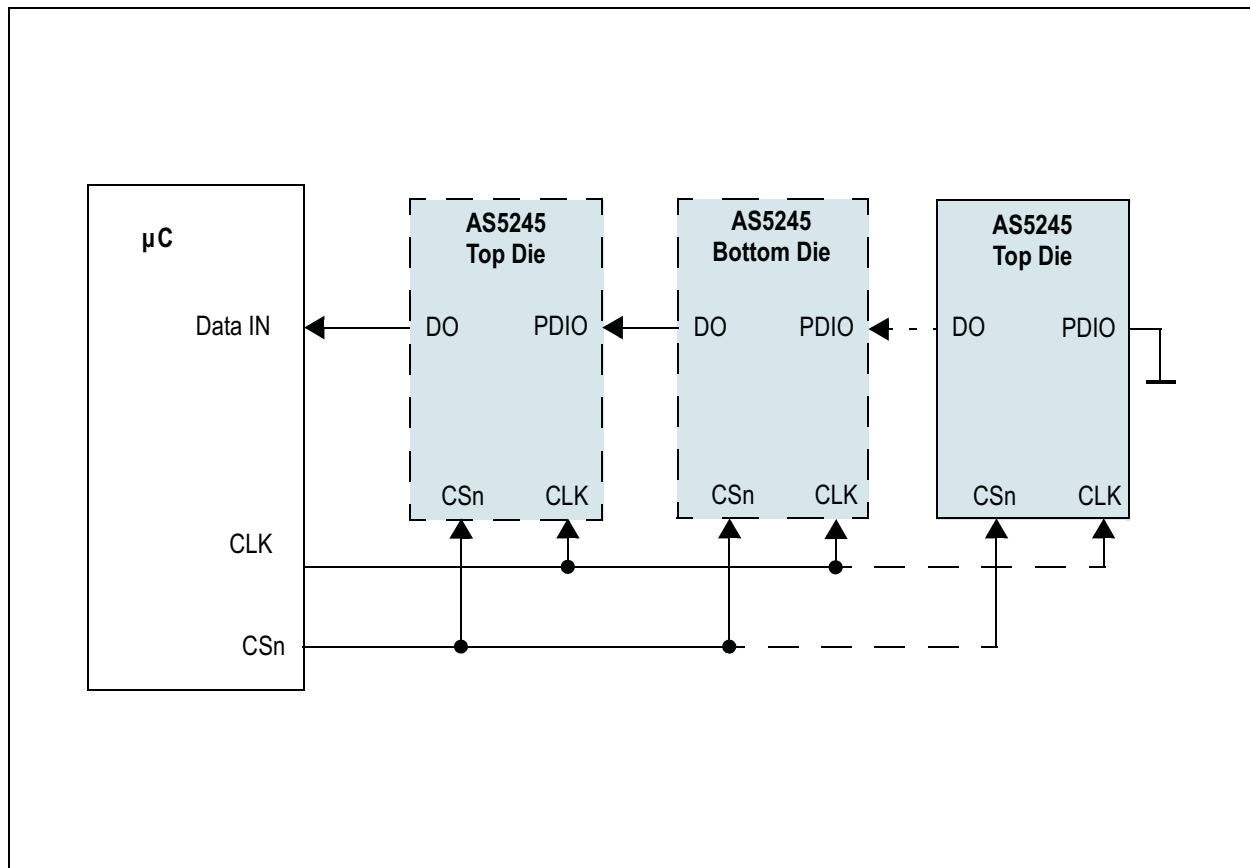 µC
Data IN
CLK
CSn
AS5245
Top Die
DO
PDIO
CSn
CLK
AS5245
Bottom Die
DO
PDIO
CSn
CLK
AS5245
Top Die
DO
PDIO
CSn
CLK